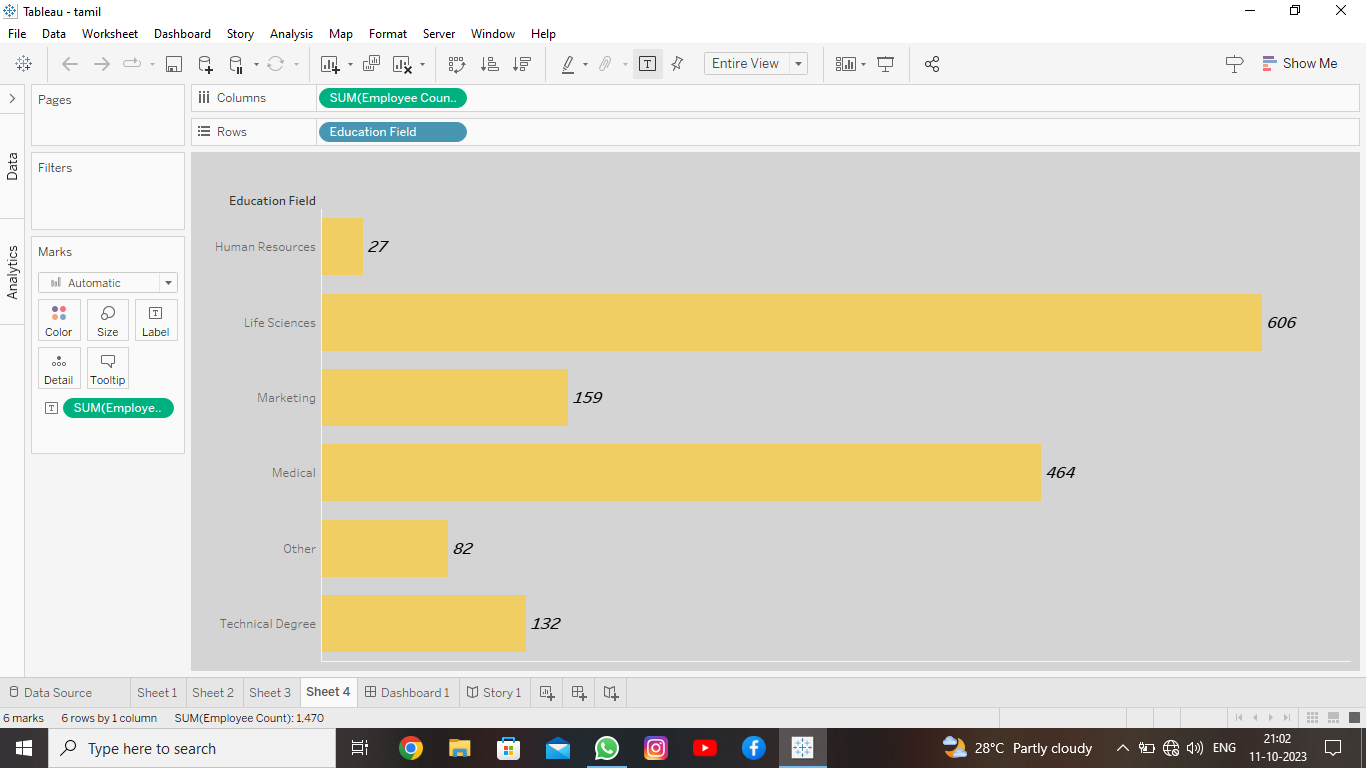 Tableau - tamil
File Data Worksheet Dashboard Story Analysis Map Format Server Window Help
Entire View
Show Me
Pages
Columns SUM(Employee Coun..
Rows Education Field
Data
Analytics
Filters
Marks
Automatic
Color Size Label
Detail Tooltip
SUM(Employe..
Education Field
Human Resources 27
Life Sciences 606
Marketing 159
Medical 464
Other 82
Technical Degree 132
Data Source Sheet 1 Sheet 2 Sheet 3 Sheet 4 Dashboard 1 Story 1
6 marks 6 rows by 1 column SUM(Employee Count): 1,470
Type here to search
28°C Partly cloudy
ENG
21:02
11-10-2023